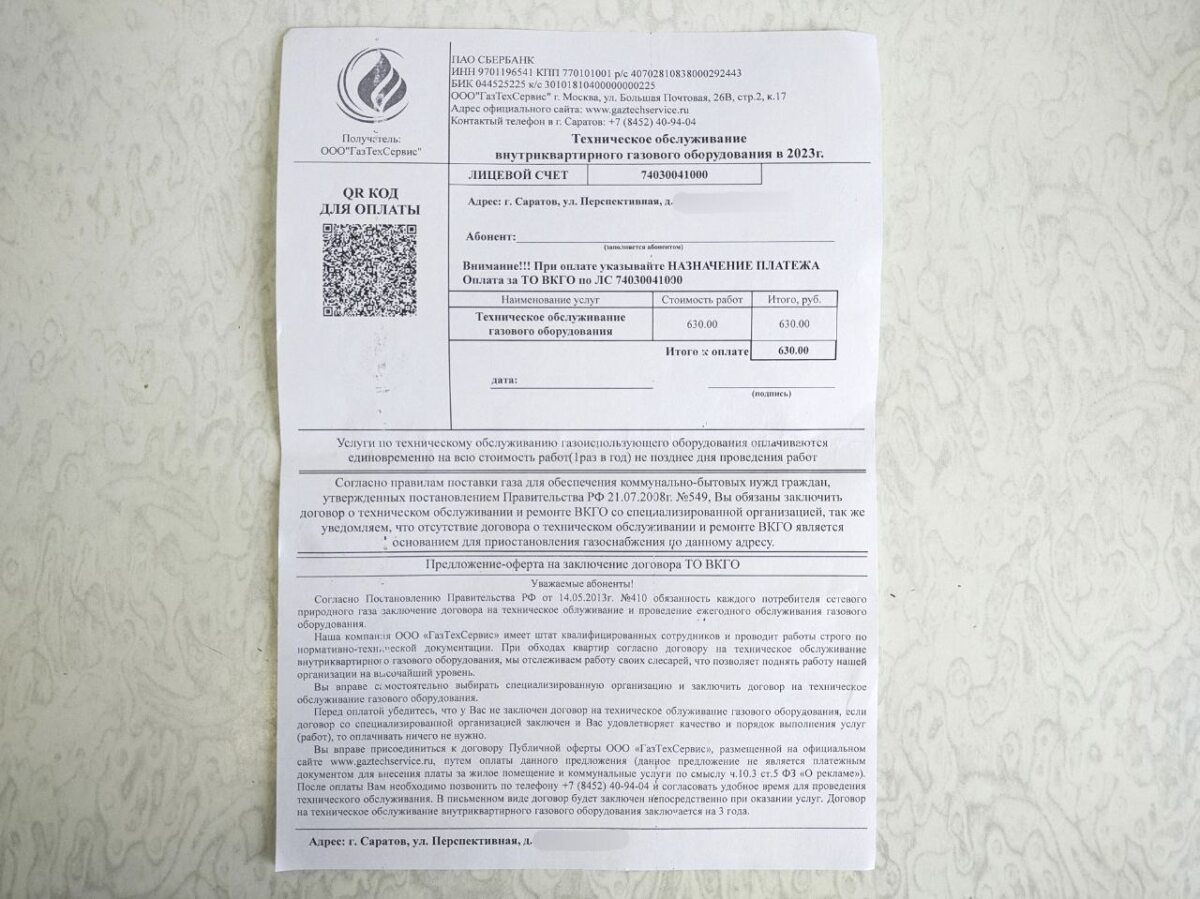 Получатель:
ООО"ГазТехСервис"
QR КОД
ДЛЯ ОПЛАТЫ
ПАО СБЕРБАНК
ИНН 9701196541 КПП 770101001 р/с 40702810838000292443
БИК 044525225 к/с 30101810400000000225
ООО"ГазТехСервис" г. Москва, ул. Большая Почтовая, 26В, стр.2, к.17
Адрес официального сайта: www.gaztechservice.ru
Контактый телефон в г. Саратов: +7 (8452) 40-94-04
Техническое обслуживание
внутриквартирного газового оборудования в 2023г.
ЛИЦЕВОЙ СЧЕТ 74030041000
Адрес: г. Саратов, ул. Перспективная, д.
Абонент:
(заполняется абонентом)
Внимание!!! При оплате указывайте НАЗНАЧЕНИЕ ПЛАТЕЖА
Оплата за ТО ВКГО по ЛС 74030041000
Наименование услуг Стоимость работ Итого, руб.
Техническое обслуживание
газового оборудования 630.00 630.00
Итого к оплате 630.00
дата:
(подпись)
Услуги по техническому обслуживанию газоиспользующего оборудования оплачиваются
единовременно на всю стоимость работ(1раз в год) не позднее дня проведения работ
Согласно правилам поставки газа для обеспечения коммунально-бытовых нужд граждан,
утвержденных постановлением Правительства РФ 21.07.2008г. №549, Вы обязаны заключить
договор о техническом обслуживании и ремонте ВКГО со специализированной организацией, так же
уведомляем, что отсутствие договора о техническом обслуживании и ремонте ВКГО является
основанием для приостановления газоснабжения по данному адресу.
Предложение-оферта на заключение договора ТО ВКГО
Уважаемые абоненты!
Согласно Постановлению Правительства РФ от 14.05.2013г. №410 обязанность каждого потребителя сетевого
природного газа заключение договора на техническое облуживание и проведение ежегодного обслуживания газового
оборудования.
Наша компания ООО «ГазТехСервис» имеет штат квалифицированных сотрудников и проводит работы строго по
нормативно-технической документации. При обходах квартир согласно договору на техническое обслуживание
внутриквартирного газового оборудования, мы отслеживаем работу своих слесарей, что позволяет поднять работу нашей
организации на высочайший уровень.
Вы вправе самостоятельно выбирать специализированную организацию и заключить договор на техническое
обслуживание газового оборудования.
Перед оплатой убедитесь, что у Вас не заключен договор на техническое облуживание газового оборудования, если
договор со специализированной организацией заключен и Вас удовлетворяет качество и порядок выполнения услуг
(работ), то оплачивать ничего не нужно.
Вы вправе присоединиться к договору Публичной оферты ООО «ГазТехСервис», размещенной на официальном
сайте www.gaztechservice.ru, путем оплаты данного предложения (данное предложение не является платежным
документом для внесения платы за жилое помещение и коммунальные услуги по смыслу ч.10.3 ст.5 ФЗ «О рекламе»).
После оплаты Вам необходимо позвонить по телефону +7 (8452) 40-94-04 и согласовать удобное время для проведения
технического обслуживания. В письменном виде договор будет заключен непосредственно при оказании услуг. Договор
на техническое обслуживание внутриквартирного газового оборудования заключается на 3 года.
Адрес: г. Саратов, ул. Перспективная, д.